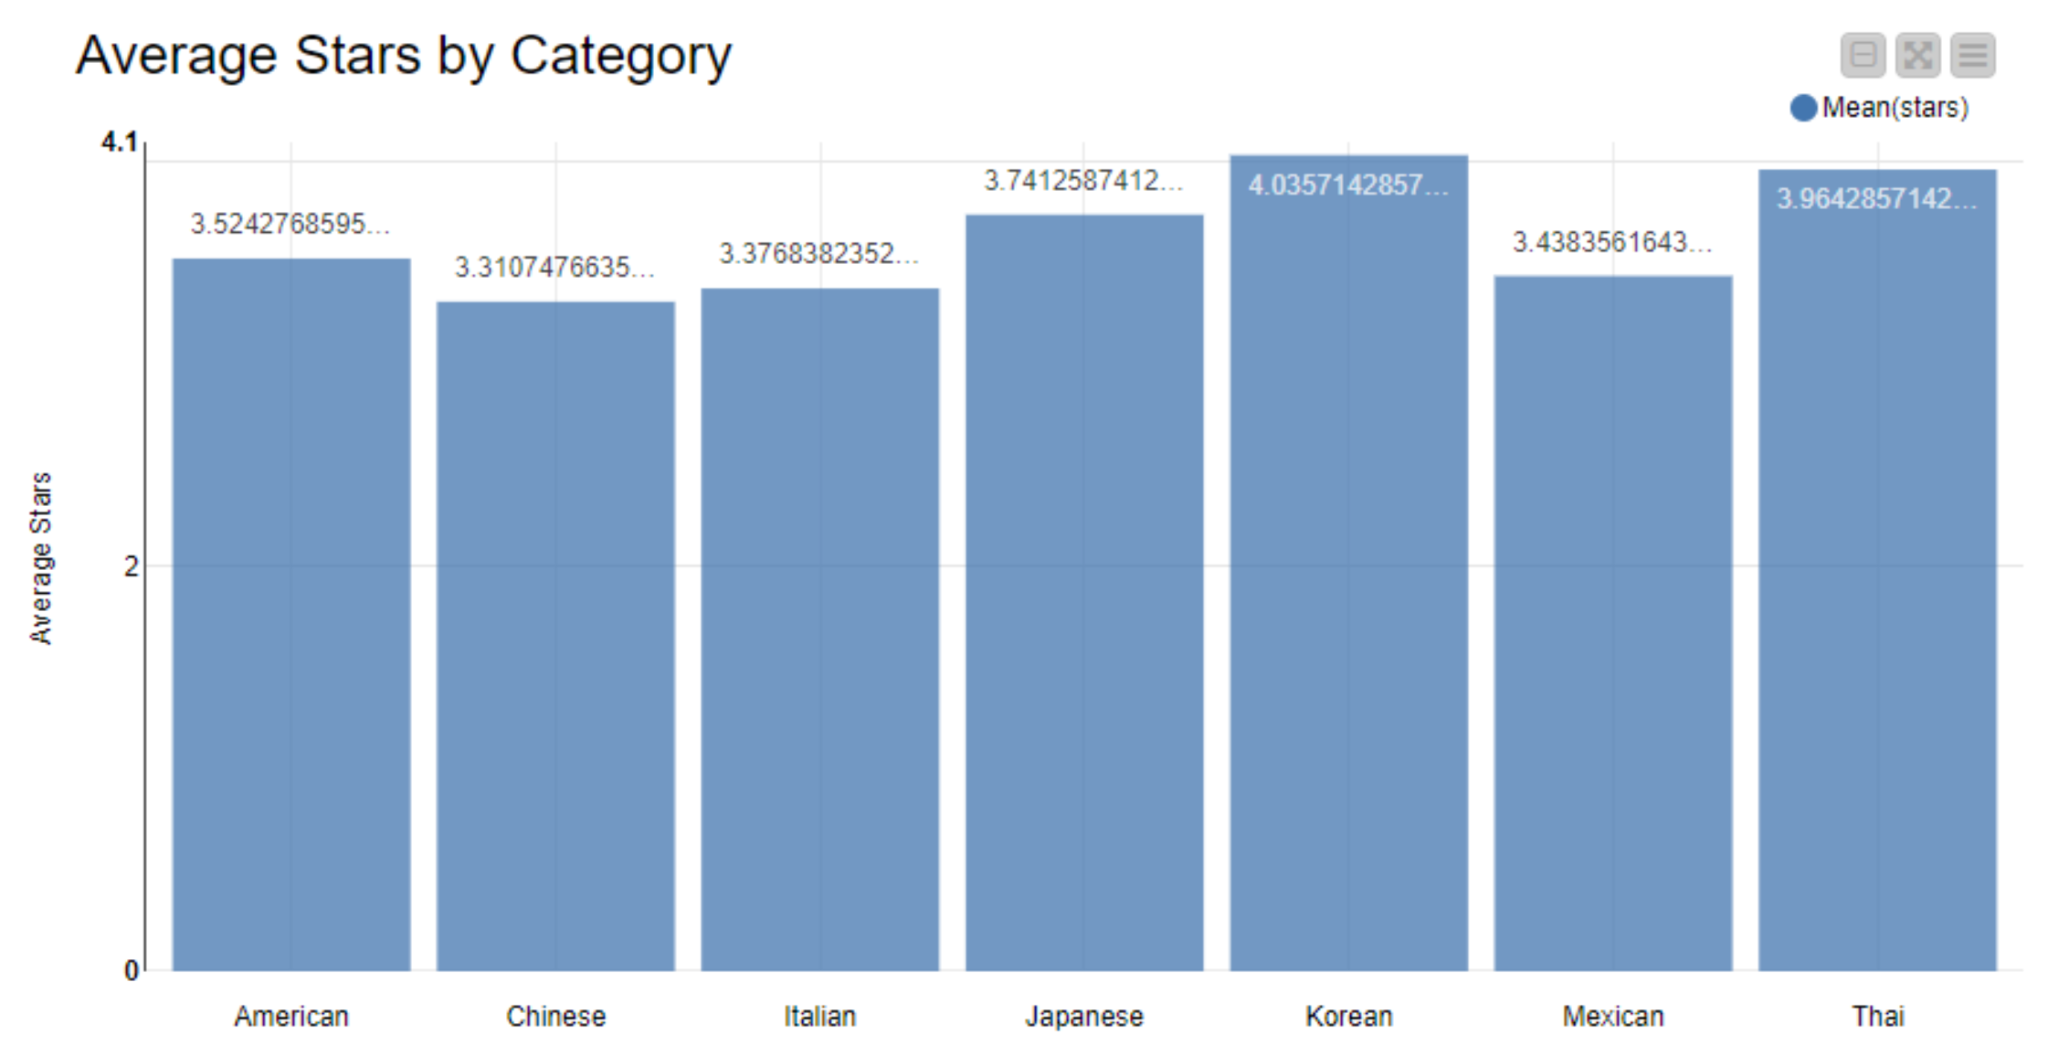 Average Stars by Category
Mean(stars)
4.1
3.5242768595...
3.3107476635...
3.3768382352...
3.7412587412...
4.0357142857...
3.4383561643...
3.9642857142...
Average Stars
2
0
American
Chinese
Italian
Japanese
Korean
Mexican
Thai